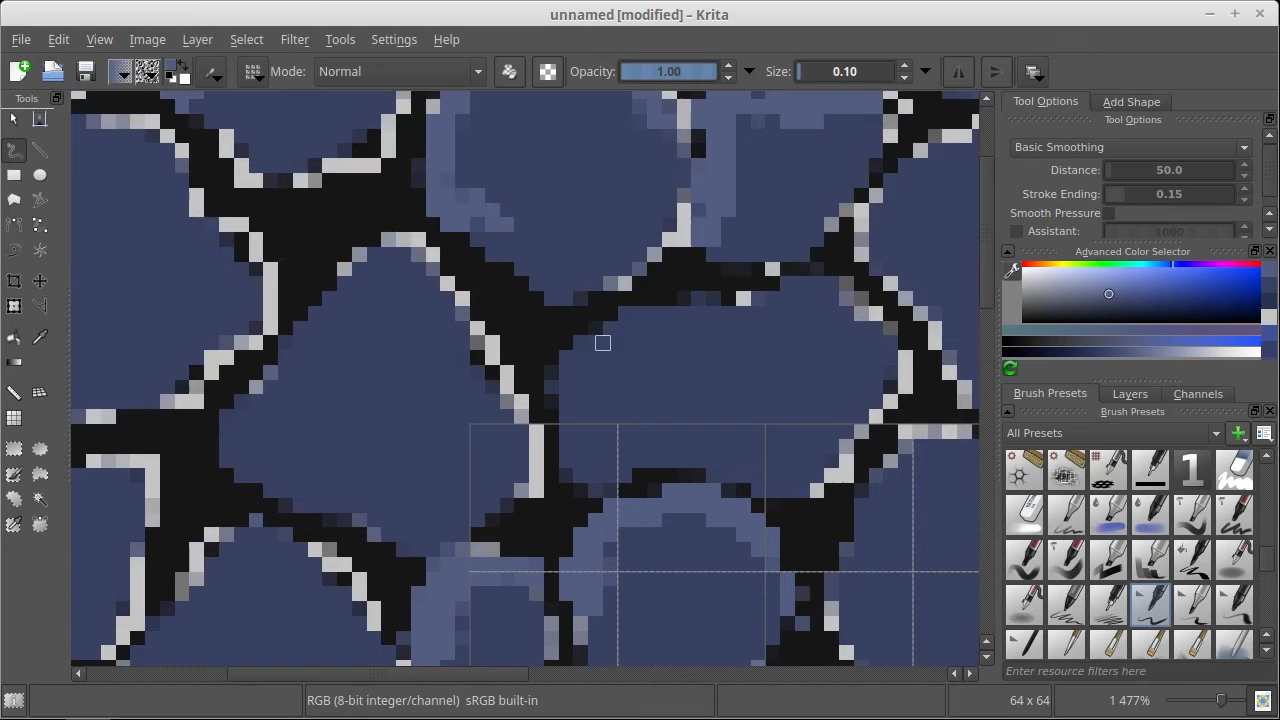 unnamed [modified] – Krita
File Edit View Image Layer Select Filter Tools Settings Help
Mode: Normal Opacity: 1.00 Size: 0.10
Tools
Tool Options Add Shape
Tool Options
Basic Smoothing
Distance: 50.0
Stroke Ending: 0.15
Smooth Pressure
Assistant: 1000
Advanced Color Selector
Brush Presets Layers Channels
Brush Presets
All Presets
1
Enter resource filters here
RGB (8-bit integer/channel) sRGB built-in 64 x 64 1 477%